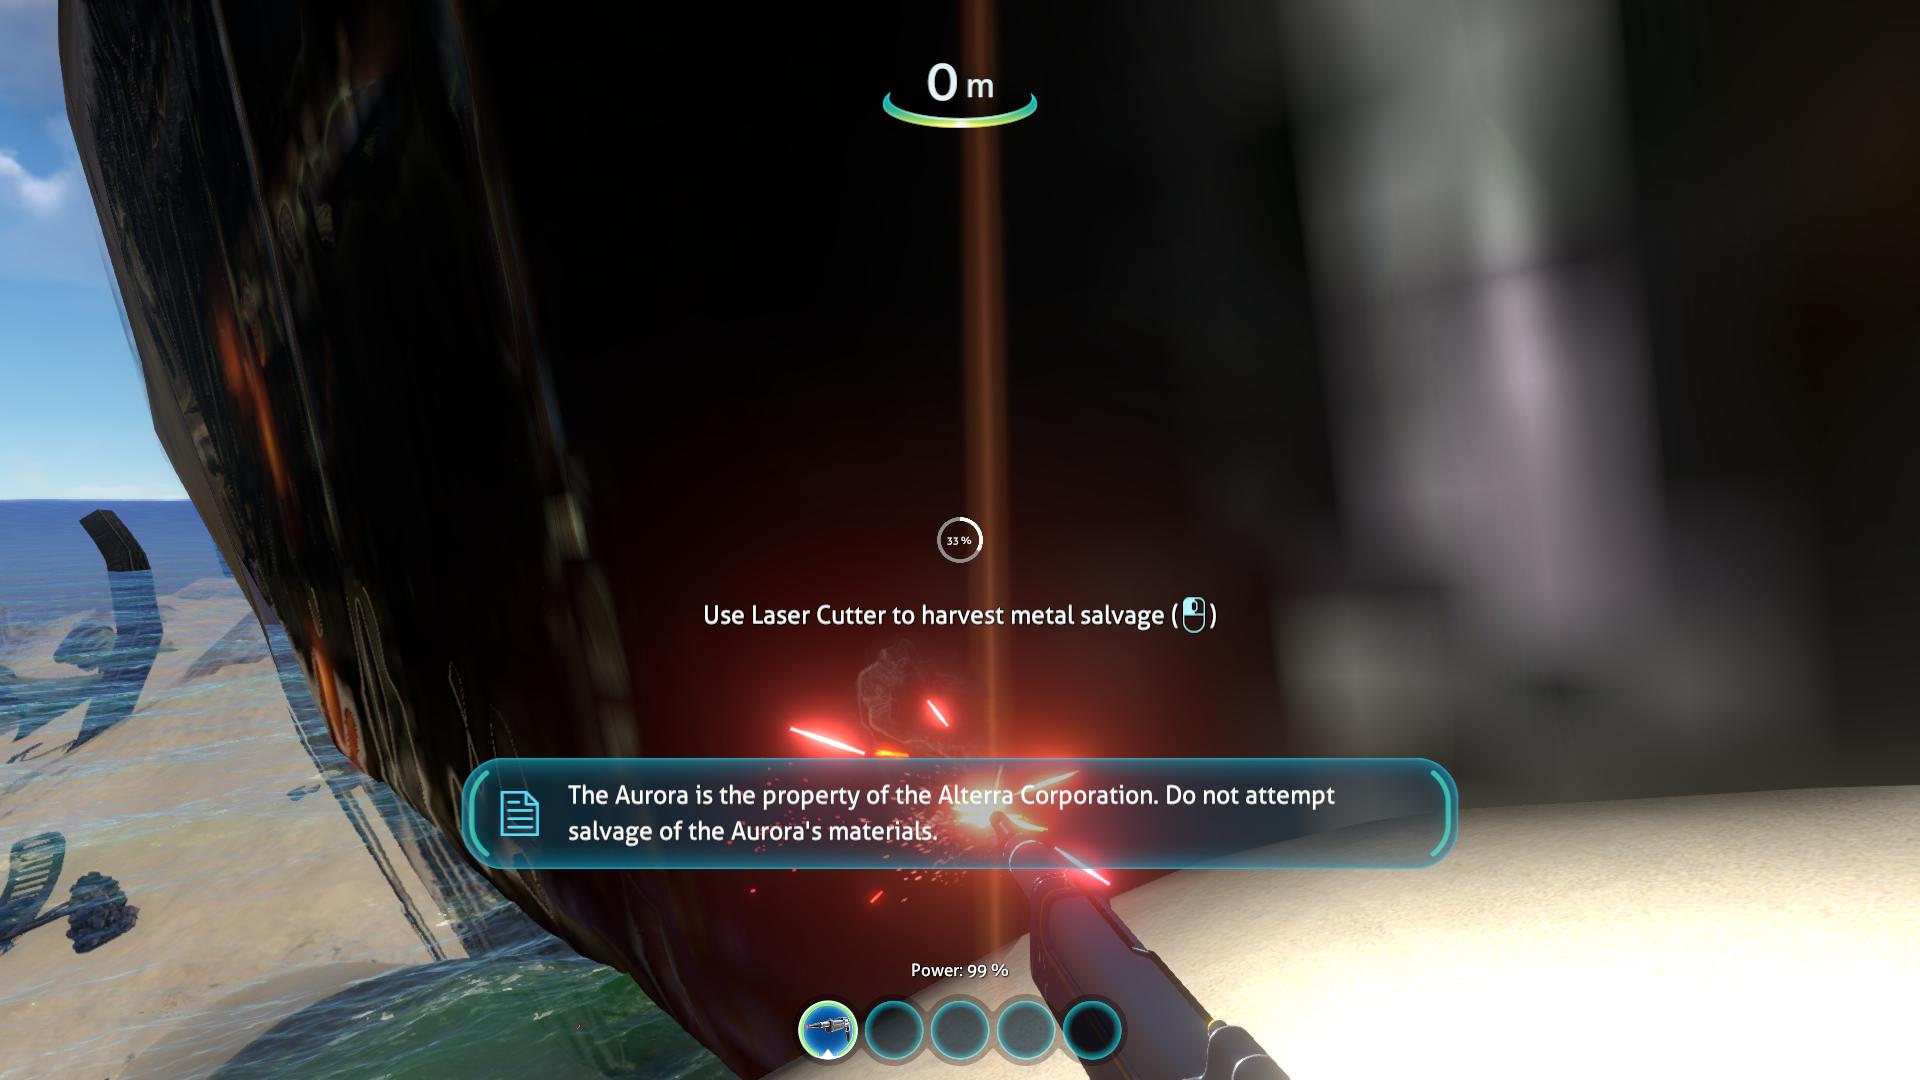 0 m
33 %
Use Laser Cutter to harvest metal salvage ( )
The Aurora is the property of the Alterra Corporation. Do not attempt
salvage of the Aurora's materials.
Power: 99 %